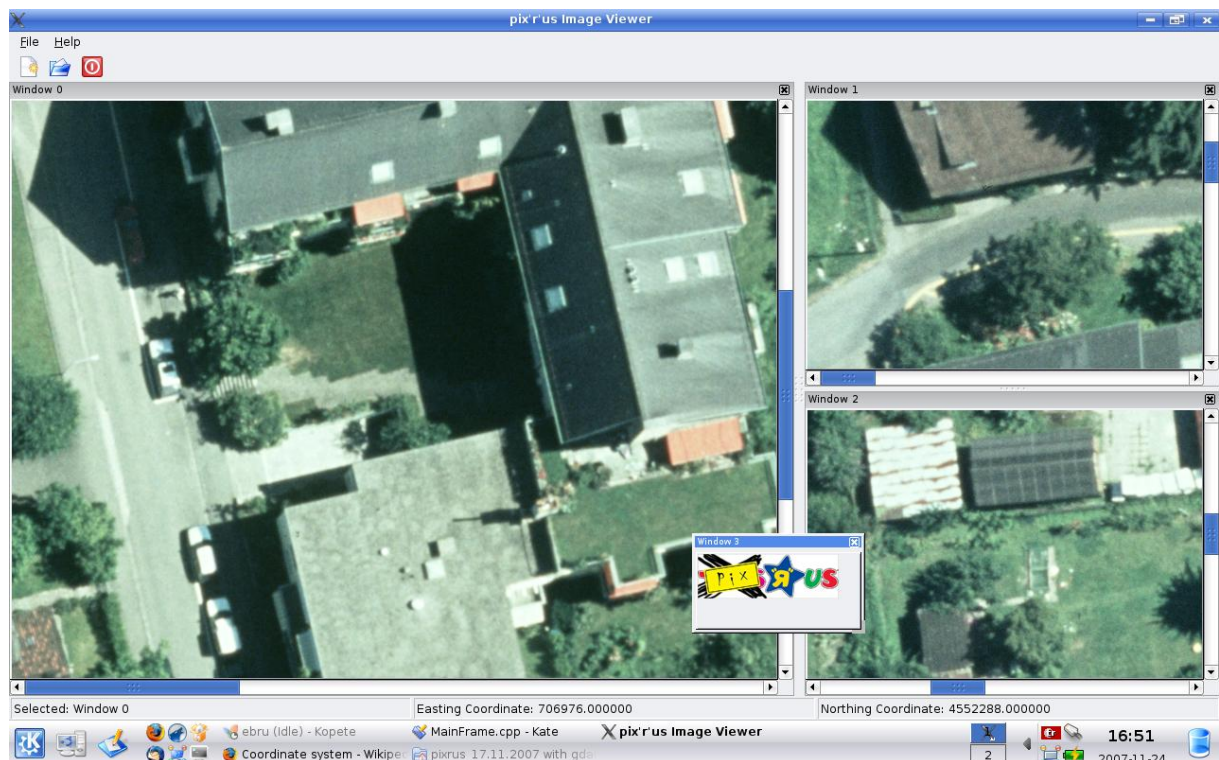 pix'r'us Image Viewer
File Help
Window 0
Window 1
Window 2
Window 3
PiX
R US
Selected: Window 0
Easting Coordinate: 706976.000000
Northing Coordinate: 4552288.000000
ebru (Ide) - Kopete
MainFrame.cpp - Kate
pix'r'us Image Viewer
Coordinate system - Wikipe
pixrus 17.11.2007 with gda
2
16:51
2007-11-24